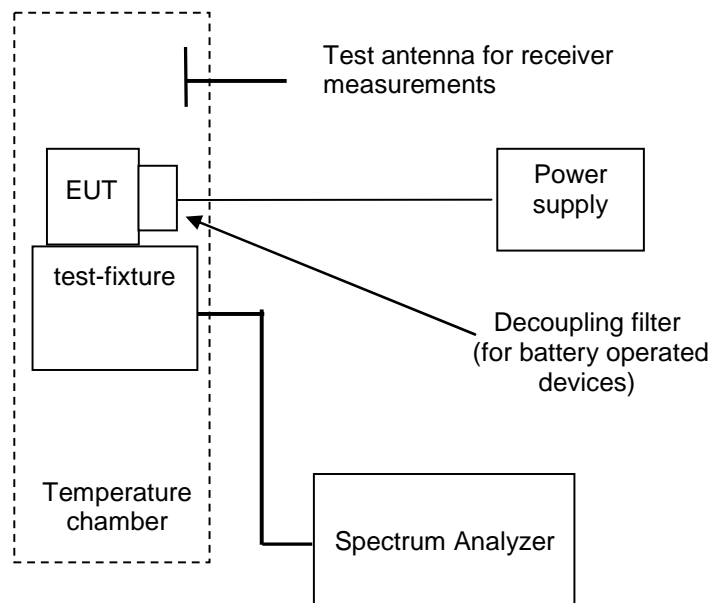 Test antenna for receiver
measurements
EUT
Power
supply
test-fixture
Decoupling filter
(for battery operated
devices)
Temperature
chamber
Spectrum Analyzer